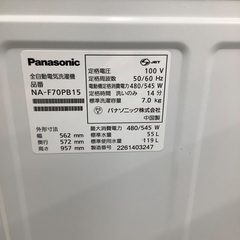 Panasonic
JET
全自動電気洗濯機
品番
NA-F70PB15
定格電圧 100 V
定格周波数 50/60 Hz
電動機定格消費電力 480/545 W
定格時間 洗いのみ 14 分
標準洗濯容量 7.0 kg
パナソニック株式会社
中国製
外形寸法
幅 562 mm
奥行 572 mm
高さ 957 mm
最大消費電力 480/545 W
標準水量 55 L
標準使用水量 119 L
製造番号 2261403247